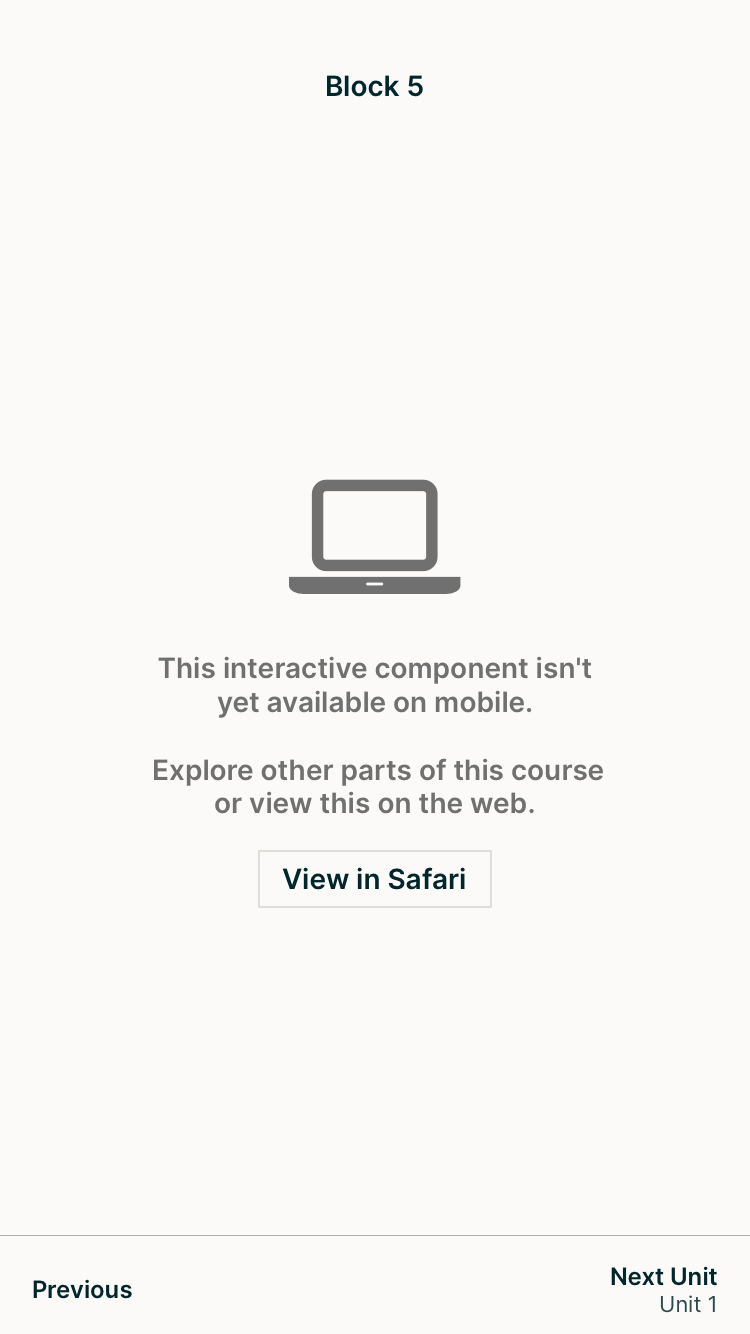 Block 5
This interactive component isn't
yet available on mobile.
Explore other parts of this course
or view this on the web.
View in Safari
Previous
Next Unit
Unit 1